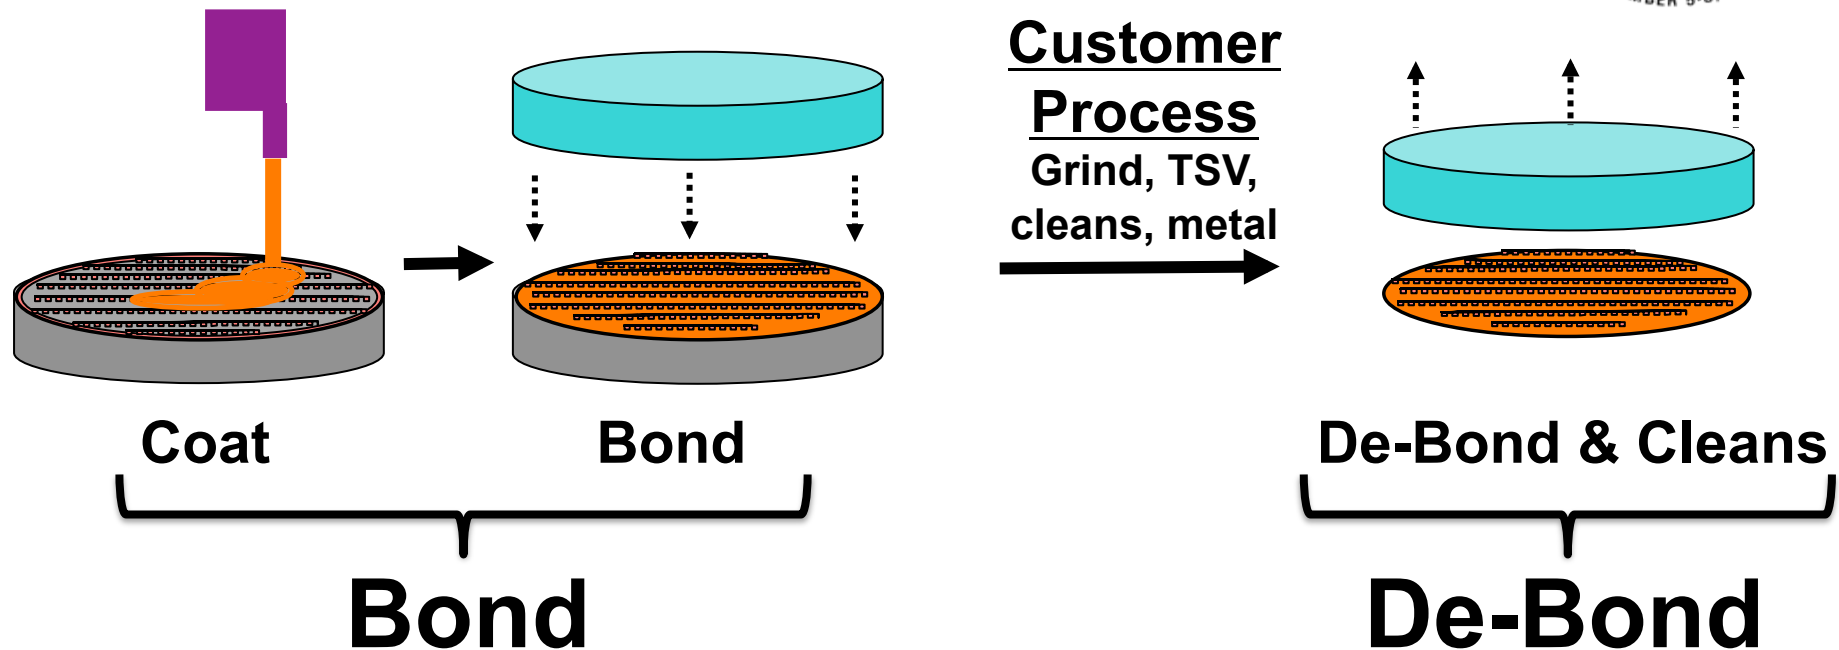 Customer
Process
Grind, TSV,
cleans, metal
Coat
Bond
De-Bond & Cleans
Bond
De-Bond